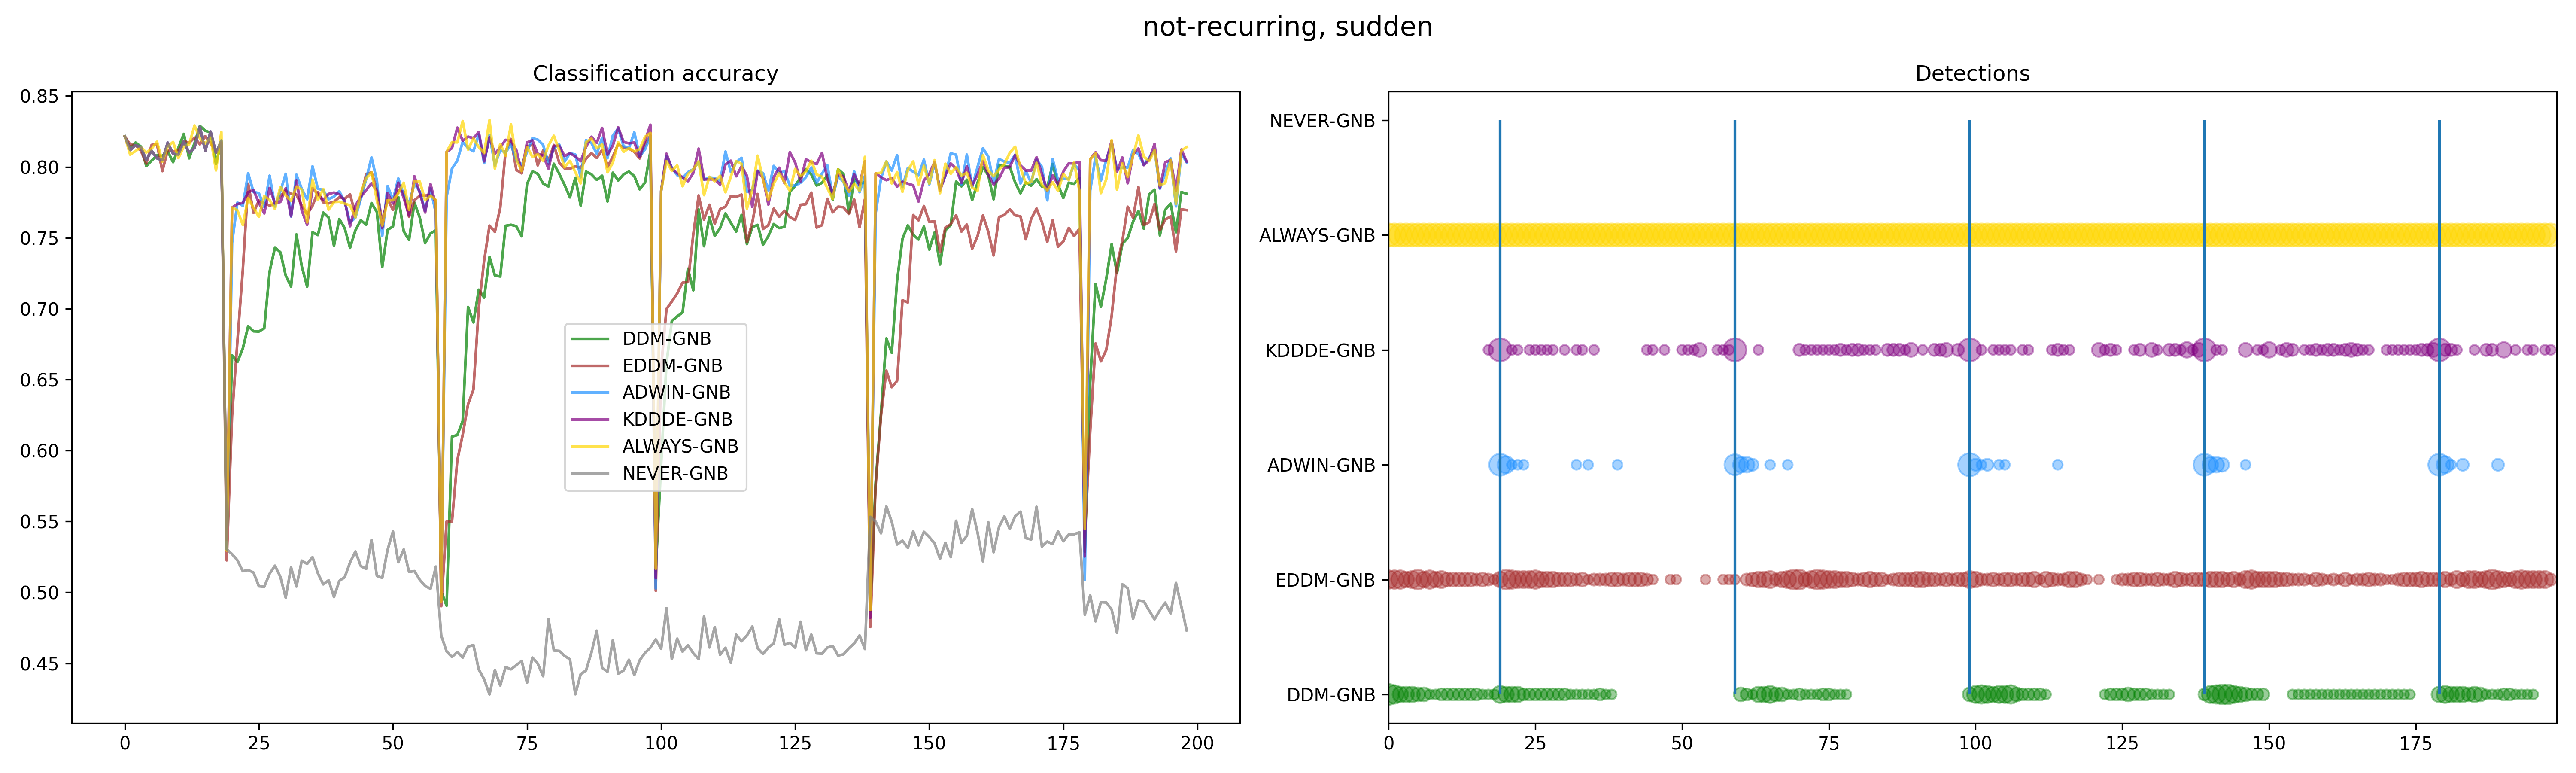 not-recurring, sudden
Classification accuracy
0.85
0.80
0.75
0.70
0.65
0.60
0.55
0.50
0.45
0 25 50 75 100 125 150 175 200
DDM-GNB
EDDM-GNB
ADWIN-GNB
KDDDE-GNB
ALWAYS-GNB
NEVER-GNB
Detections
NEVER-GNB
ALWAYS-GNB
KDDDE-GNB
ADWIN-GNB
EDDM-GNB
DDM-GNB
0 25 50 75 100 125 150 175